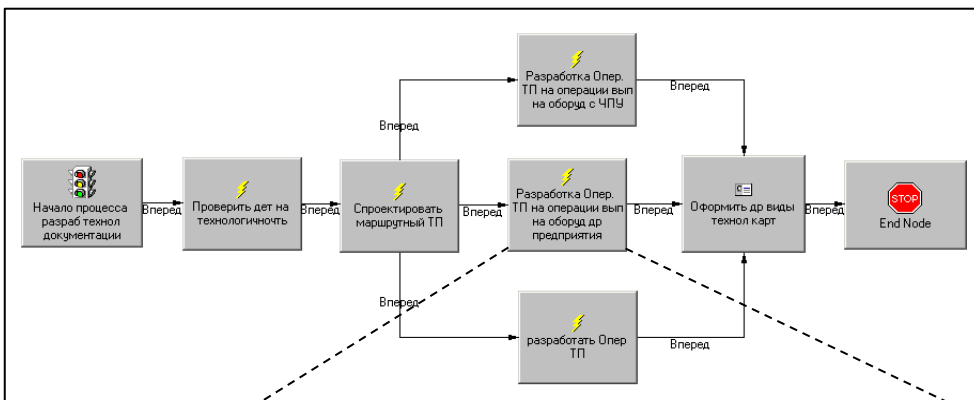 Разработка Опер.
ТП на операции вып
на оборуд с ЧПУ
Вперед
Вперед
Начало процесса
разраб технол
документации
Вперед
Проверить дет на
технологичночть
Вперед
Спроектировать
маршрутный ТП
Вперед
Разработка Опер.
ТП на операции вып
на оборуд др
предприятия
Вперед
Оформить др виды
технол карт
Вперед
STOP
End Node
Вперед
разработать Опер
ТП
Вперед